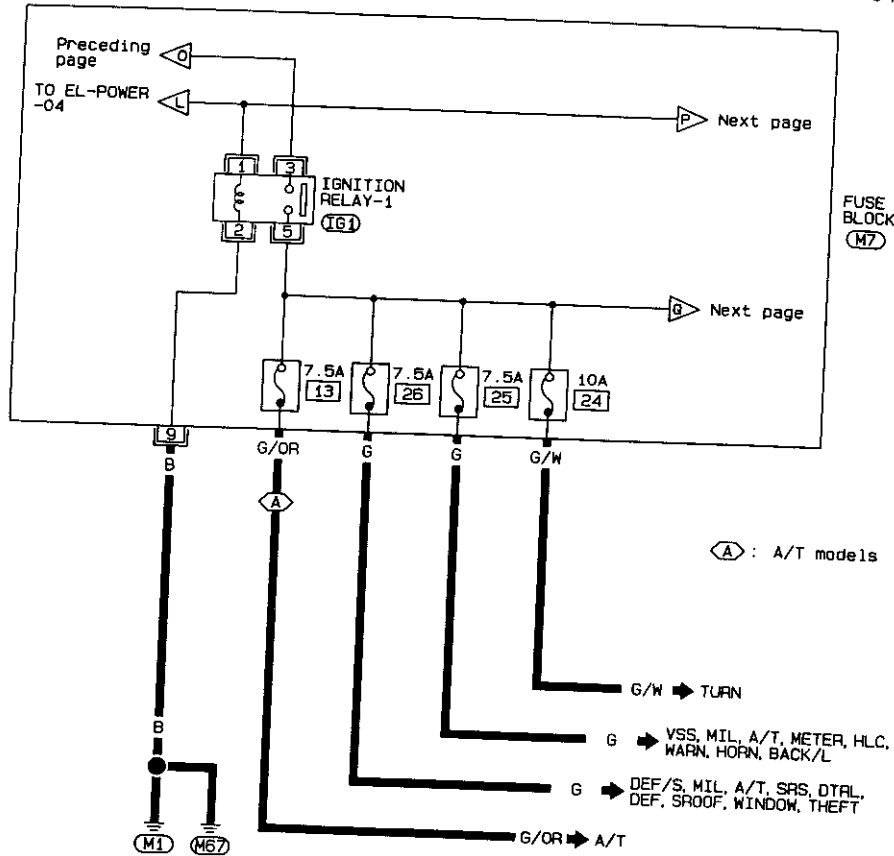 Preceding
page
O
TO EL-POWER
-04
L
P
Next page
1
3
IGNITION
RELAY-1
IG1
2
5
FUSE
BLOCK
M7
Q
Next page
7.5A
13
7.5A
26
7.5A
25
10A
24
9
B
G/OR
G
G
G/W
A
A : A/T models
G/W TURN
G VSS, MIL, A/T, METER, HLC,
WARN, HORN, BACK/L
G DEF/S, MIL, A/T, SRS, DTRL,
DEF, SROOF, WINDOW, THEFT
G/OR A/T
B
M1
M67